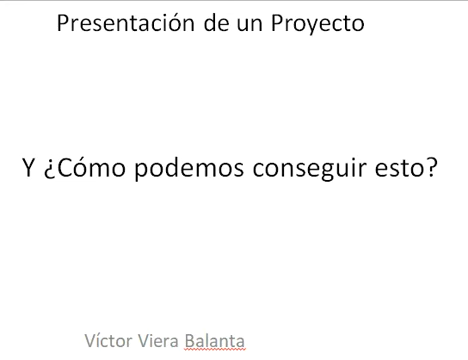 Presentación de un Proyecto
Y ¿Cómo podemos conseguir esto?
Víctor Viera Balanta